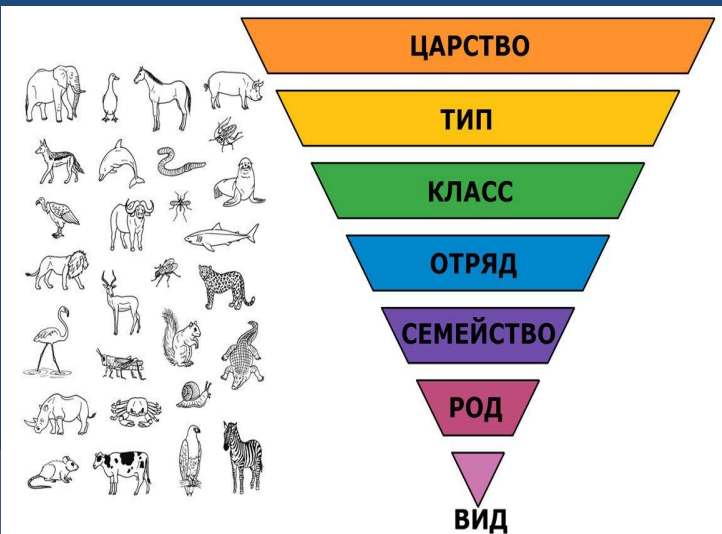 ЦАРСТВО
ТИП
КЛАСС
ОТРЯД
СЕМЕЙСТВО
РОД
ВИД